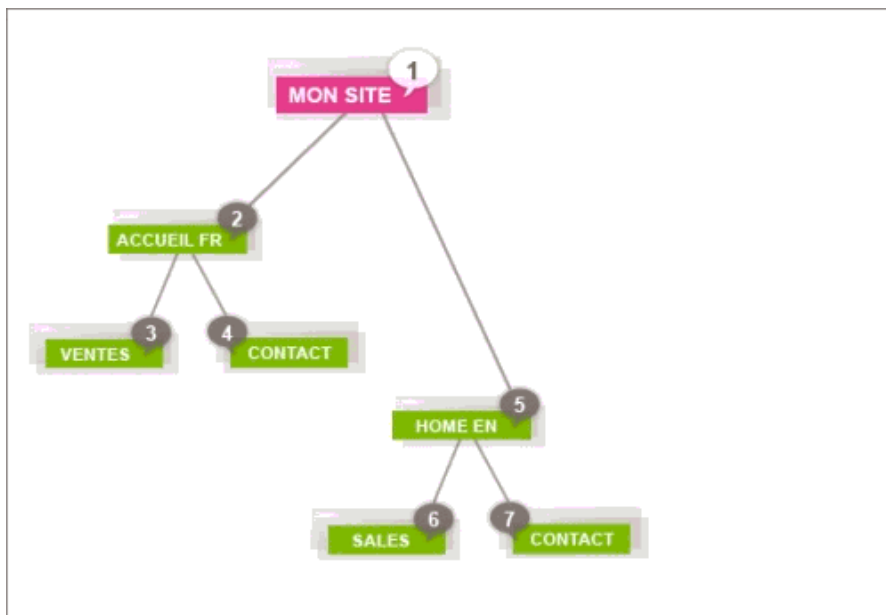 1
MON SITE
2
ACCUEIL FR
3
VENTES
4
CONTACT
5
HOME EN
6
SALES
7
CONTACT